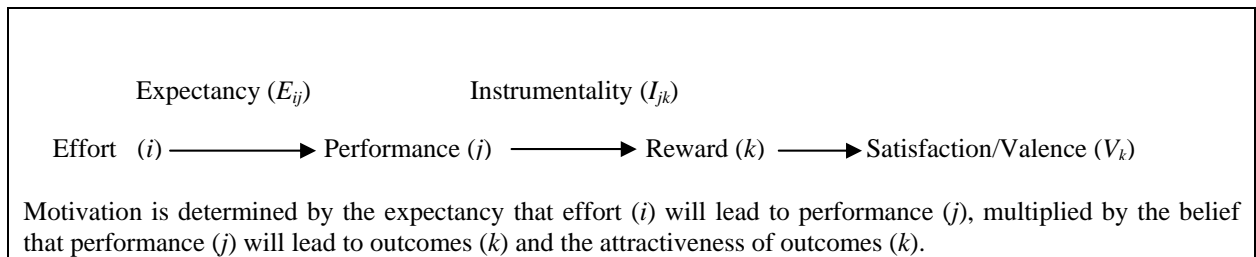 Expectancy (Eij) Instrumentality (Ijk)
Effort (i) Performance (j) Reward (k) Satisfaction/Valence (Vk)
Motivation is determined by the expectancy that effort (i) will lead to performance (j), multiplied by the belief
that performance (j) will lead to outcomes (k) and the attractiveness of outcomes (k).